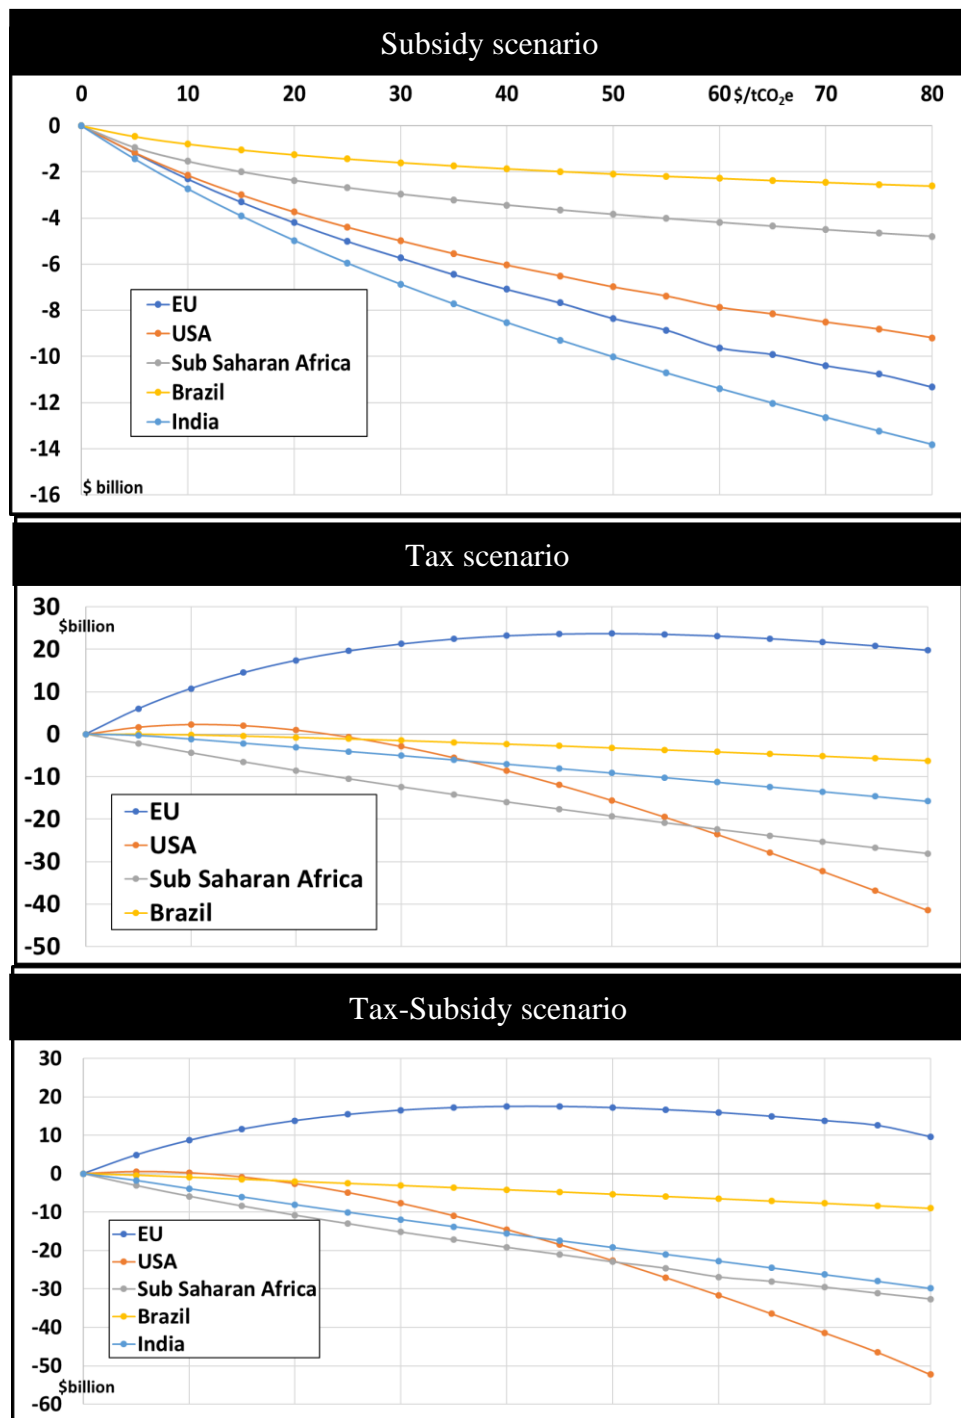 Subsidy scenario
0 10 20 30 40 50 60 $/tCO₂e 70 80
0
-2
-4
-6
-8
-10
-12
-14
-16
EU
USA
Sub Saharan Africa
Brazil
India
$ billion
Tax scenario
30
$billion
20
10
0
-10
-20
-30
-40
-50
EU
USA
Sub Saharan Africa
Brazil
Tax-Subsidy scenario
30
20
10
0
-10
-20
-30
-40
-50
-60
EU
USA
Sub Saharan Africa
Brazil
India
$billion